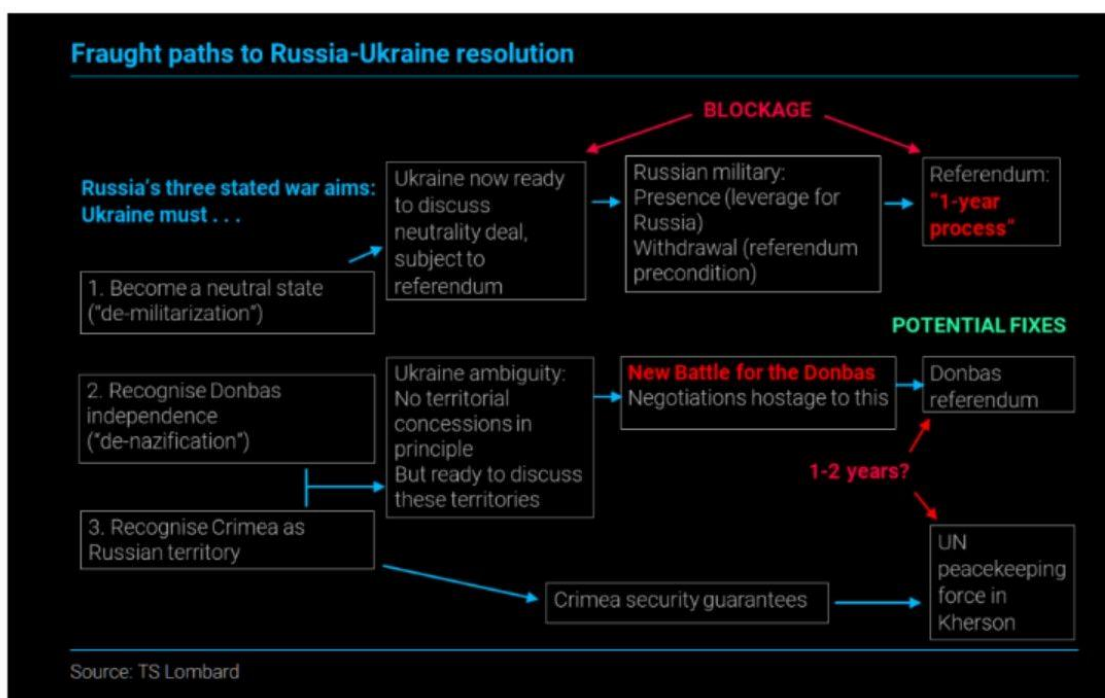 Fraught paths to Russia-Ukraine resolution
BLOCKAGE
Russia's three stated war aims:
Ukraine must . . .
1. Become a neutral state
("de-militarization")
Ukraine now ready
to discuss
neutrality deal,
subject to
referendum
Russian military:
Presence (leverage for
Russia)
Withdrawal (referendum
precondition)
Referendum:
"1-year
process"
POTENTIAL FIXES
2. Recognise Donbas
independence
("de-nazification")
Ukraine ambiguity:
No territorial
concessions in
principle
But ready to discuss
these territories
New Battle for the Donbas
Negotiations hostage to this
Donbas
referendum
1-2 years?
3. Recognise Crimea as
Russian territory
Crimea security guarantees
UN
peacekeeping
force in
Kherson
Source: TS Lombard